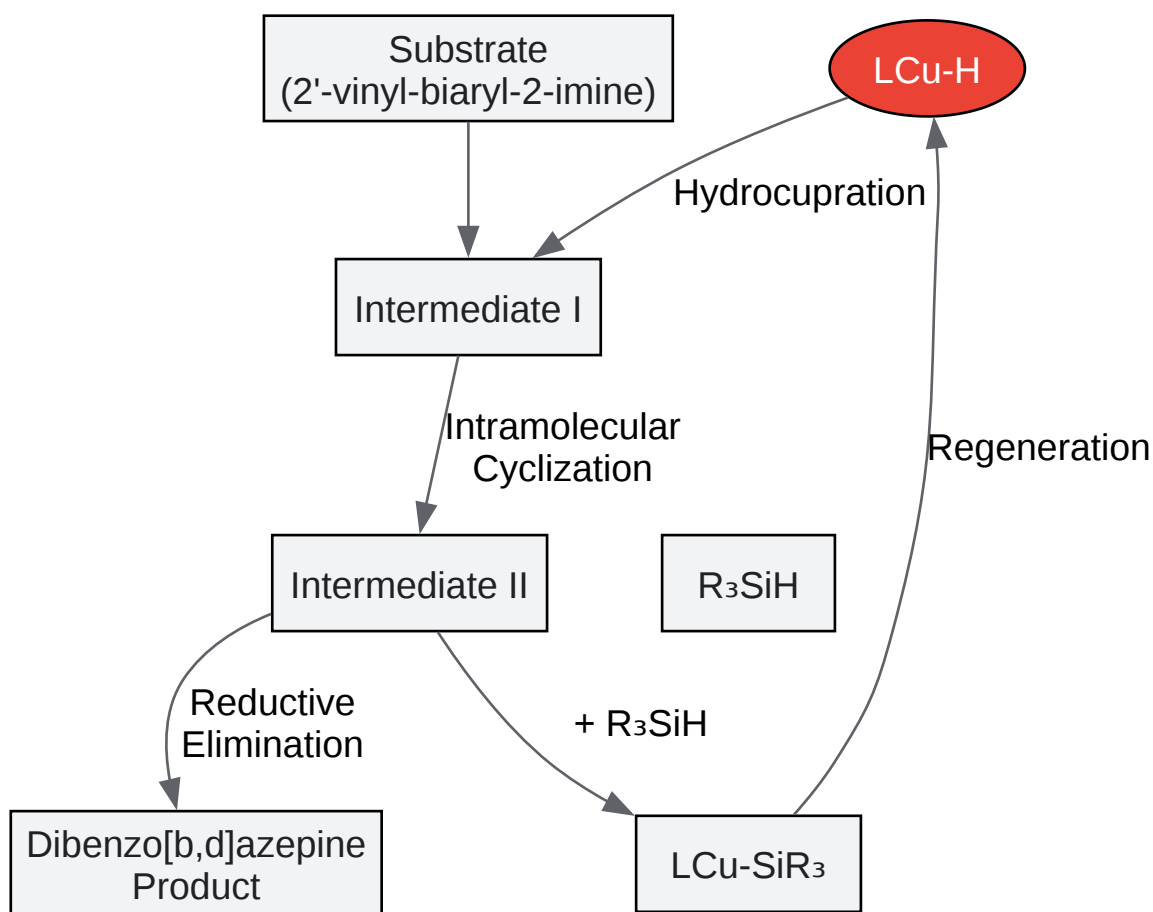 Substrate
(2'-vinyl-biaryl-2-imine)
LCu-H
Hydrocupration
Intermediate I
Intramolecular
Cyclization
Regeneration
Intermediate II
R₃SiH
Reductive
Elimination
+ R₃SiH
Dibenzo[b,d]azepine
Product
LCu-SiR₃